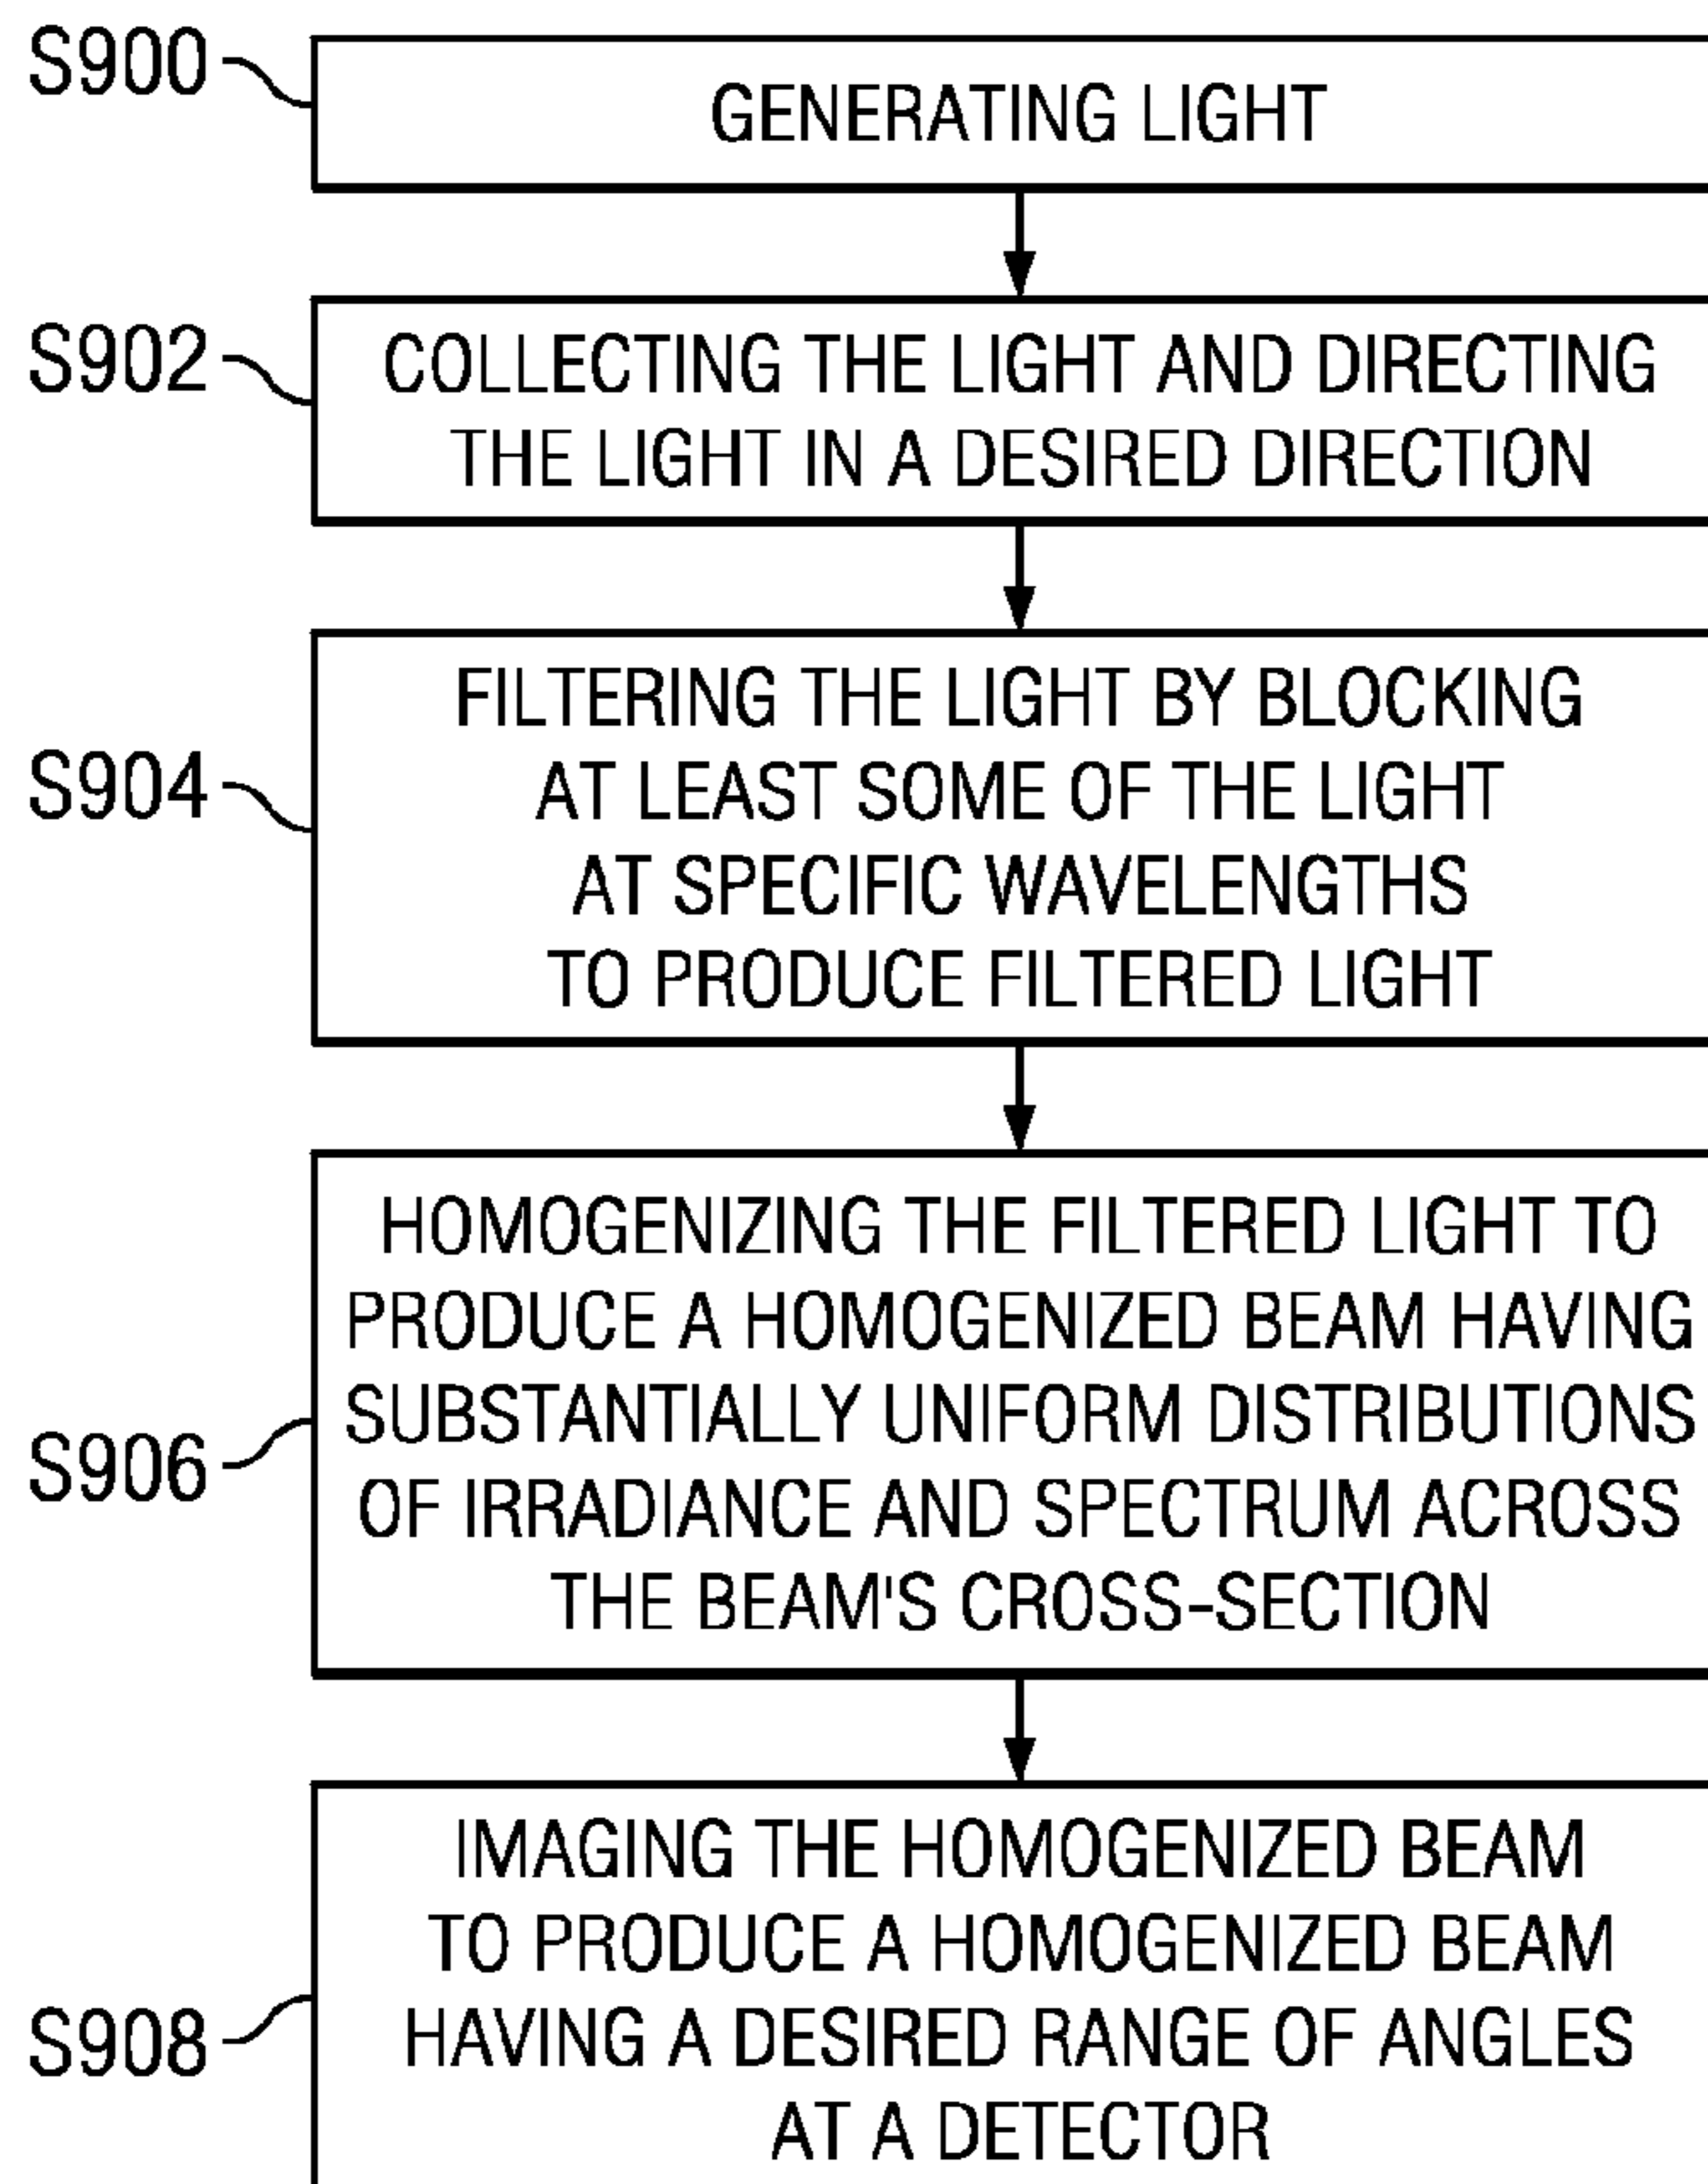 S900
GENERATING LIGHT
S902
COLLECTING THE LIGHT AND DIRECTING
THE LIGHT IN A DESIRED DIRECTION
S904
FILTERING THE LIGHT BY BLOCKING
AT LEAST SOME OF THE LIGHT
AT SPECIFIC WAVELENGTHS
TO PRODUCE FILTERED LIGHT
S906
HOMOGENIZING THE FILTERED LIGHT TO
PRODUCE A HOMOGENIZED BEAM HAVING
SUBSTANTIALLY UNIFORM DISTRIBUTIONS
OF IRRADIANCE AND SPECTRUM ACROSS
THE BEAM'S CROSS-SECTION
S908
IMAGING THE HOMOGENIZED BEAM
TO PRODUCE A HOMOGENIZED BEAM
HAVING A DESIRED RANGE OF ANGLES
AT A DETECTOR